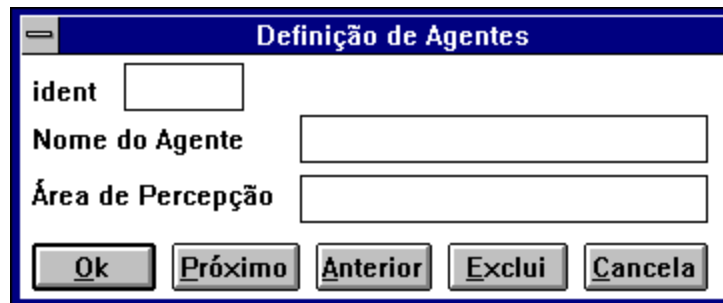 Definição de Agentes
ident
Nome do Agente
Área de Percepção
Ok Próximo Anterior Exclui Cancela